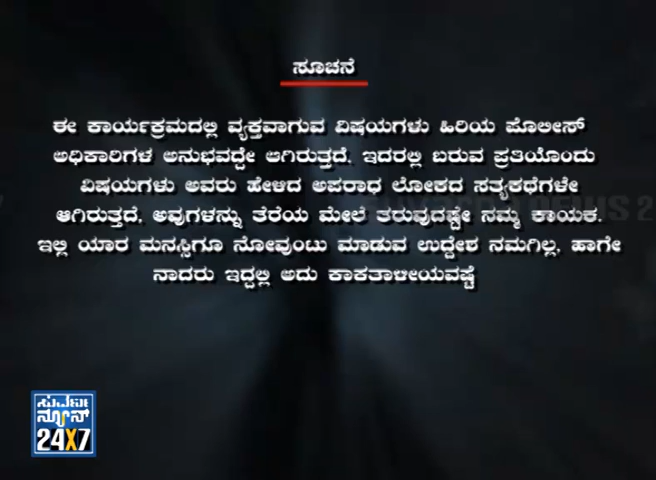 ಸೂಚನೆ
ಈ ಕಾರ್ಯಕ್ರಮದಲ್ಲಿ ವ್ಯಕ್ತವಾಗುವ ವಿಷಯಗಳು ಹಿರಿಯ ಪೊಲೀಸ್
ಅಧಿಕಾರಿಗಳ ಅನುಭವದ್ದೇ ಆಗಿರುತ್ತದೆ. ಇದರಲ್ಲಿ ಬರುವ ಪ್ರತಿಯೊಂದು
ವಿಷಯಗಳು ಅವರು ಹೇಳಿದ ಅಪರಾಧ ಲೋಕದ ಸತ್ಯಕಥೆಗಳೇ
ಆಗಿರುತ್ತದೆ. ಅವುಗಳನ್ನು ತೆರೆಯ ಮೇಲೆ ತರುವುದಷ್ಟೇ ನಮ್ಮ ಕಾಯಕ.
ಇಲ್ಲಿ ಯಾರ ಮನಸ್ಸಿಗೂ ನೋವುಂಟು ಮಾಡುವ ಉದ್ದೇಶ ನಮಗಿಲ್ಲ. ಹಾಗೇ
ನಾದರು ಇದ್ದಲ್ಲಿ ಅದು ಕಾಕತಾಳೀಯವಷ್ಟೆ
ಸುವರ್ಣ
ನ್ಯೂಸ್
24X7